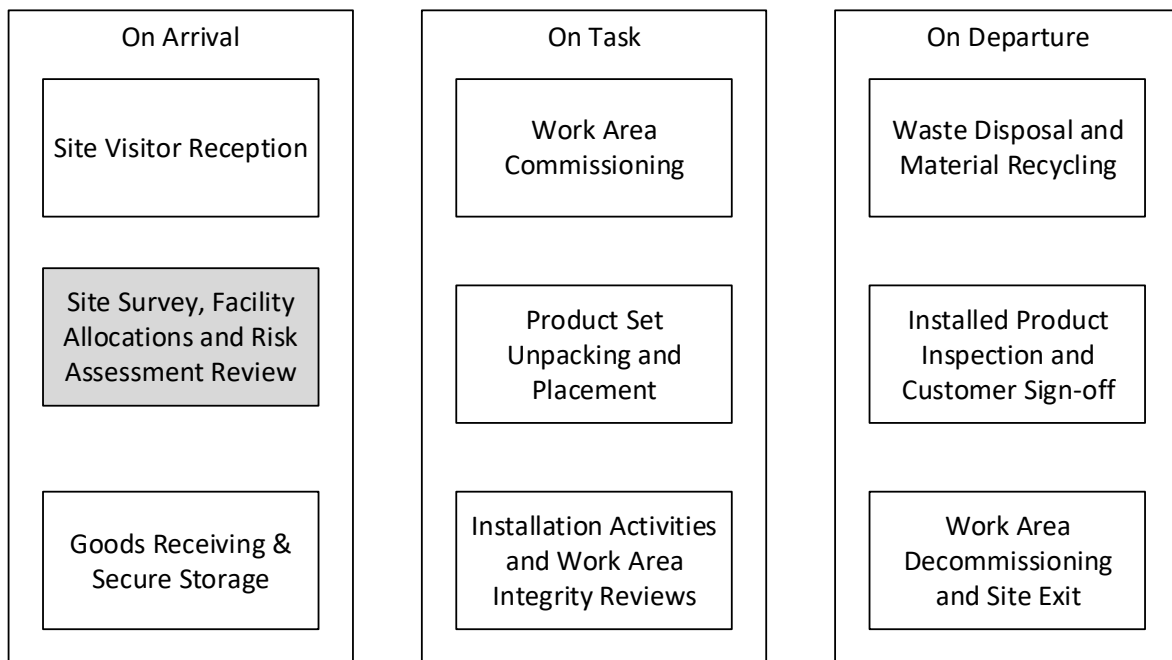 On Arrival
Site Visitor Reception
Site Survey, Facility
Allocations and Risk
Assessment Review
Goods Receiving &
Secure Storage
On Task
Work Area
Commissioning
Product Set
Unpacking and
Placement
Installation Activities
and Work Area
Integrity Reviews
On Departure
Waste Disposal and
Material Recycling
Installed Product
Inspection and
Customer Sign-off
Work Area
Decommissioning
and Site Exit